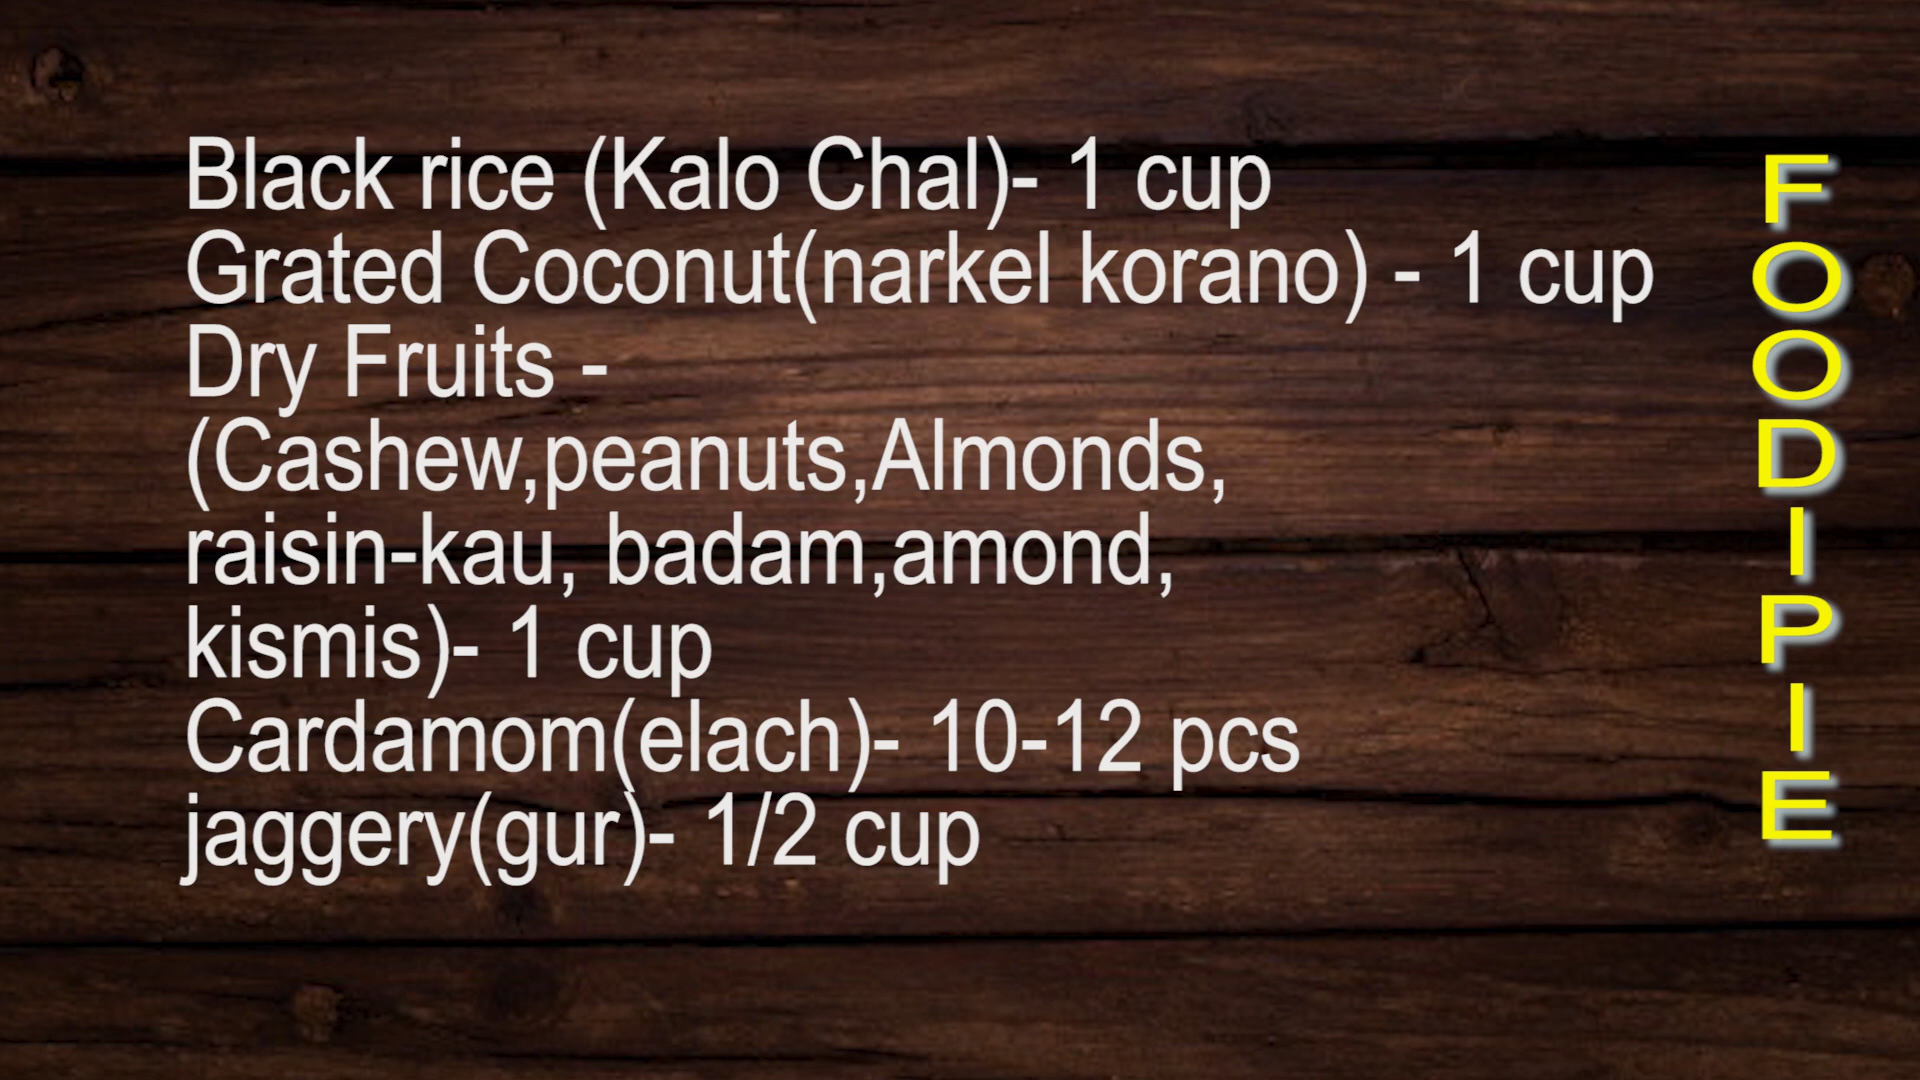 Black rice (Kalo Chal)- 1 cup
Grated Coconut(narkel korano) - 1 cup
Dry Fruits -
(Cashew,peanuts,Almonds,
raisin-kau, badam,amond,
kismis)- 1 cup
Cardamom(elach)- 10-12 pcs
jaggery(gur)- 1/2 cup
FOODIPIE